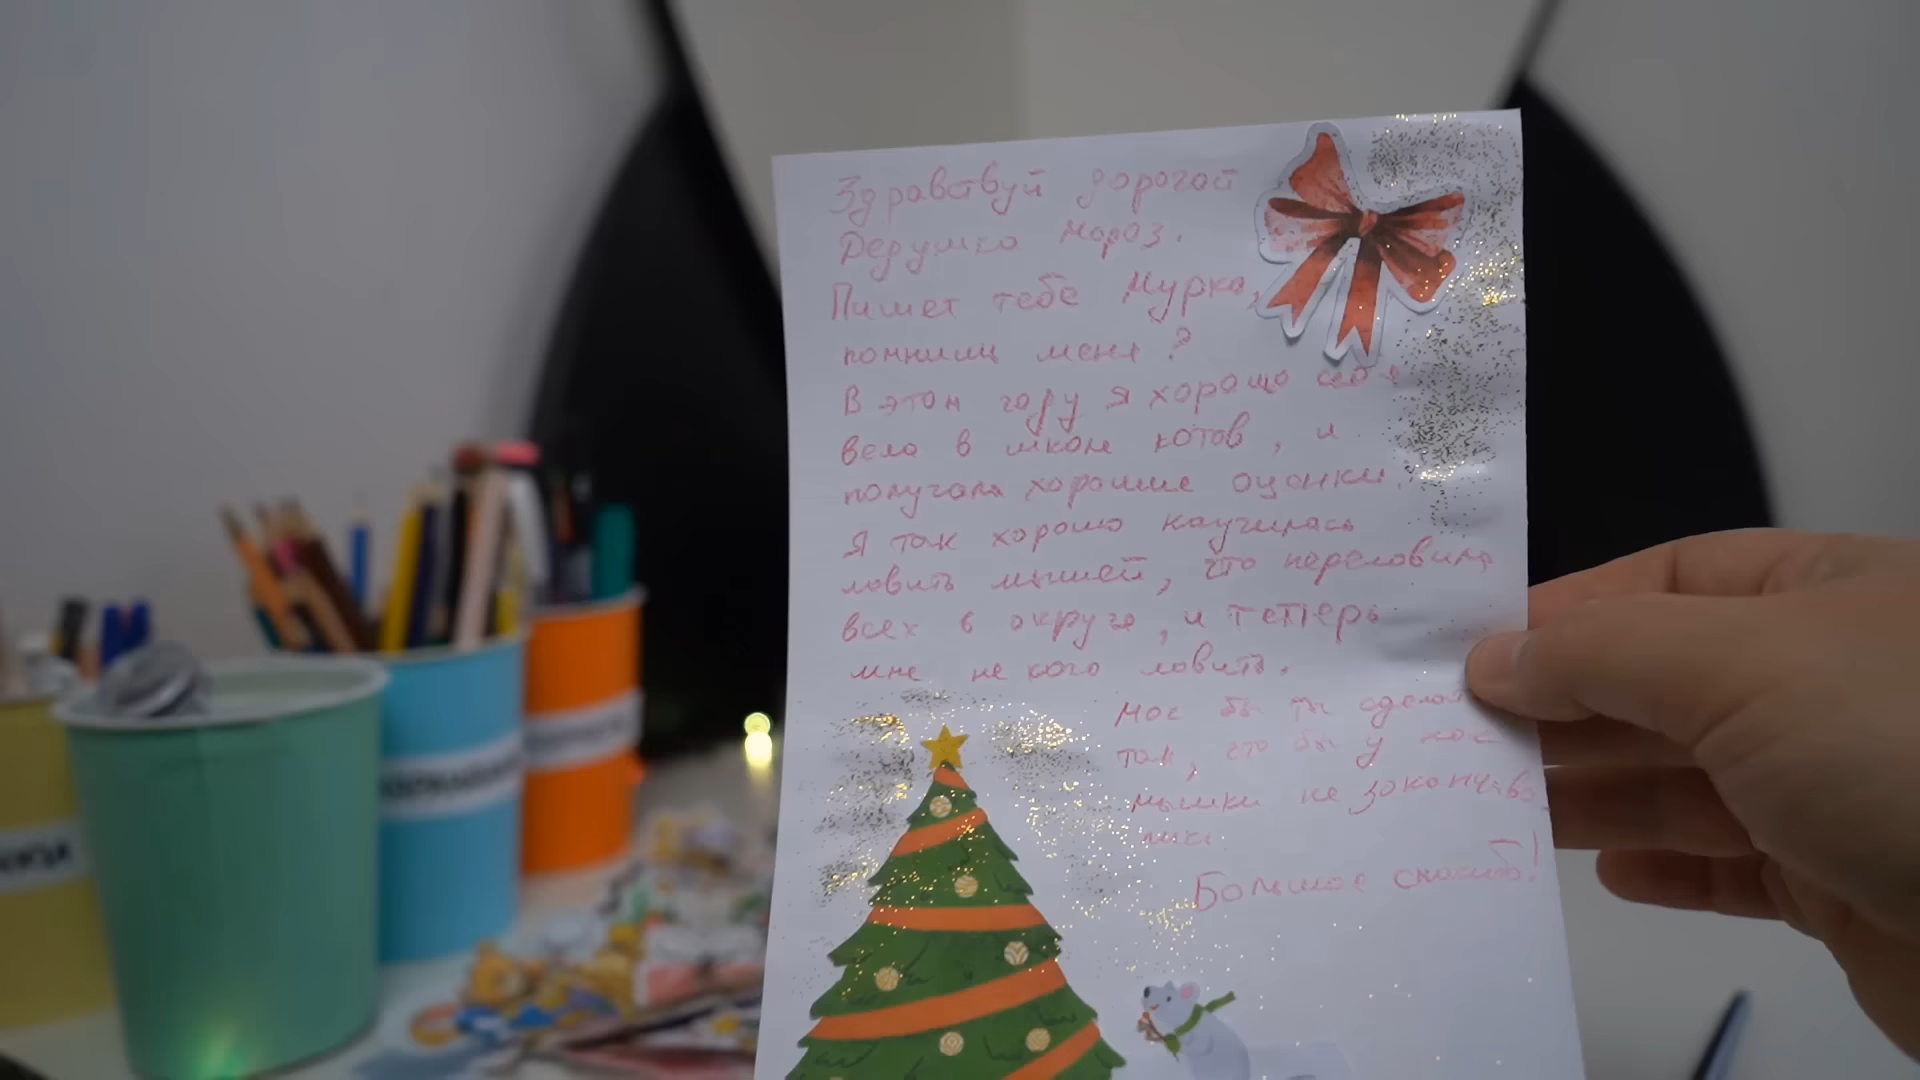 Здравствуй дорогой
Дедушка Мороз.
Пишет тебе Мурка,
помнишь меня?
В этом году я хорошо себя
вела в школе котов, и
получала хорошие оценки.
Я так хорошо научилась
ловить мышей, что переловила
всех в округе, и теперь
мне не кого ловить.
Мог бы ты сделать
так, что бы у нас
мышки не заканчива
лись.
Большое спасибо!